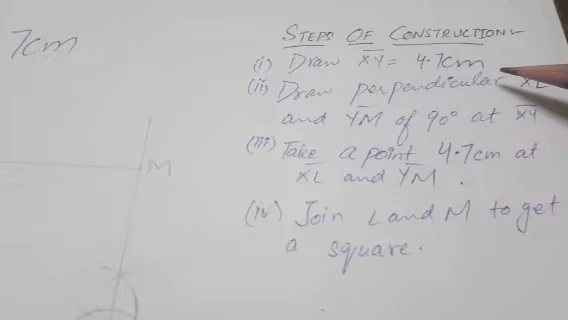 7cm
STEPS OF CONSTRUCTION
(i) Draw XY = 4.7cm
(ii) Draw perpendicular XL
and YM of 90° at XY
(iii) Take a point 4.7cm at
XL and YM.
(iv) Join L and M to get
a square.
M